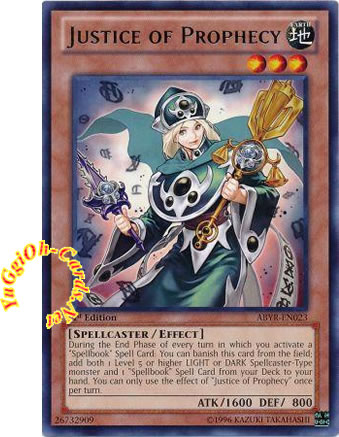 JUSTICE OF PROPHECY
EARTH
地
YuGgiOh-Cards.Net
1st Edition
ABYR-EN023
[SPELLCASTER / EFFECT]
During the End Phase of every turn in which you activate a
"Spellbook" Spell Card: You can banish this card from the field;
add both 1 Level 5 or higher LIGHT or DARK Spellcaster-Type
monster and 1 "Spellbook" Spell Card from your Deck to your
hand. You can only use the effect of "Justice of Prophecy" once
per turn.
ATK/1600 DEF/ 800
26732909
©1996 KAZUKI TAKAHASHI